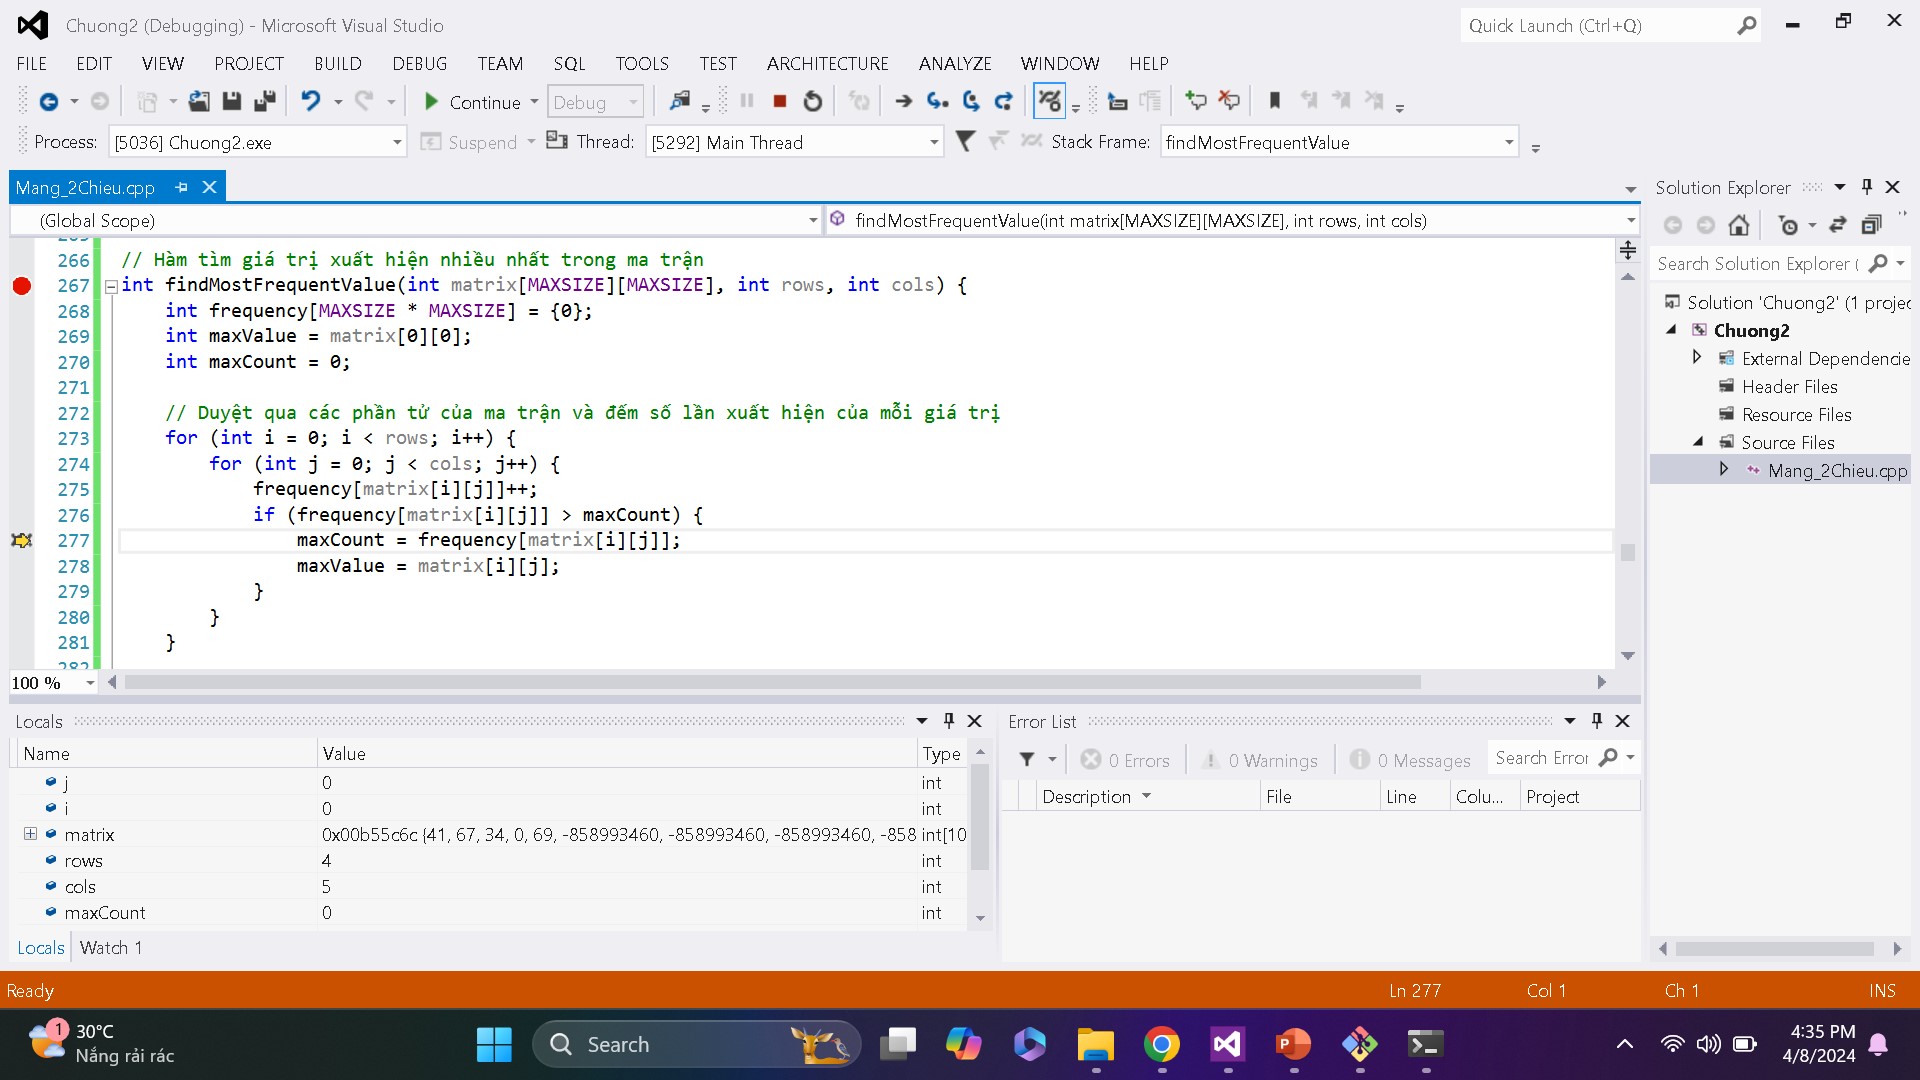 Chuong2 (Debugging) - Microsoft Visual Studio
Quick Launch (Ctrl+Q)
FILE EDIT VIEW PROJECT BUILD DEBUG TEAM SQL TOOLS TEST ARCHITECTURE ANALYZE WINDOW HELP
Continue Debug
Process: [5036] Chuong2.exe Suspend Thread: [5292] Main Thread Stack Frame: findMostFrequentValue
Mang_2Chieu.cpp
(Global Scope) findMostFrequentValue(int matrix[MAXSIZE][MAXSIZE], int rows, int cols)
266 // Hàm tìm giá trị xuất hiện nhiều nhất trong ma trận
267 int findMostFrequentValue(int matrix[MAXSIZE][MAXSIZE], int rows, int cols) {
268 int frequency[MAXSIZE * MAXSIZE] = {0};
269 int maxValue = matrix[0][0];
270 int maxCount = 0;
271
272 // Duyệt qua các phần tử của ma trận và đếm số lần xuất hiện của mỗi giá trị
273 for (int i = 0; i < rows; i++) {
274 for (int j = 0; j < cols; j++) {
275 frequency[matrix[i][j]]++;
276 if (frequency[matrix[i][j]] > maxCount) {
277 maxCount = frequency[matrix[i][j]];
278 maxValue = matrix[i][j];
279 }
280 }
281 }
100 %
Solution Explorer
Search Solution Explorer (
Solution 'Chuong2' (1 projec
Chuong2
External Dependencie
Header Files
Resource Files
Source Files
Mang_2Chieu.cpp
Locals
Name Value Type
j 0 int
i 0 int
matrix 0x00b55c6c {41, 67, 34, 0, 69, -858993460, -858993460, -858993460, -858 int[10
rows 4 int
cols 5 int
maxCount 0 int
Locals Watch 1
Error List
0 Errors 0 Warnings 0 Messages Search Error
Description File Line Colu... Project
Ready Ln 277 Col 1 Ch 1 INS
1 30°C
Nắng rải rác
Search
4:35 PM
4/8/2024